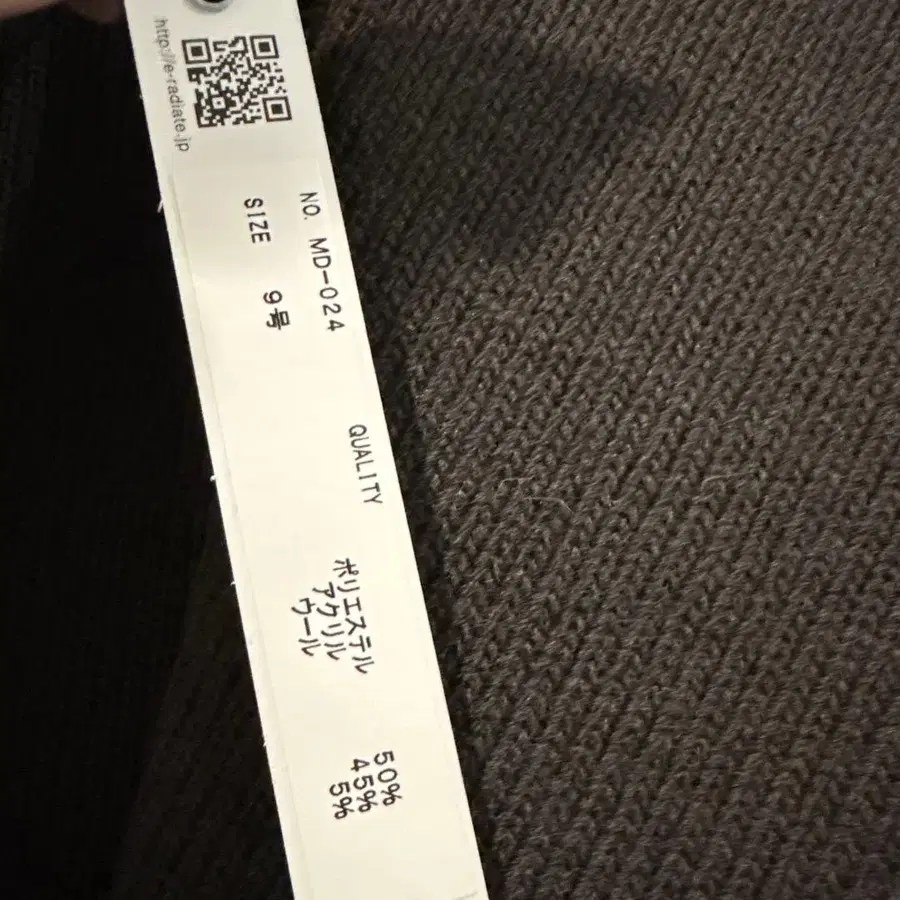 http://e-radiate.jp
NO. MD-024
SIZE 9号
QUALITY
ポリエステル 50%
アクリル 45%
ウール 5%